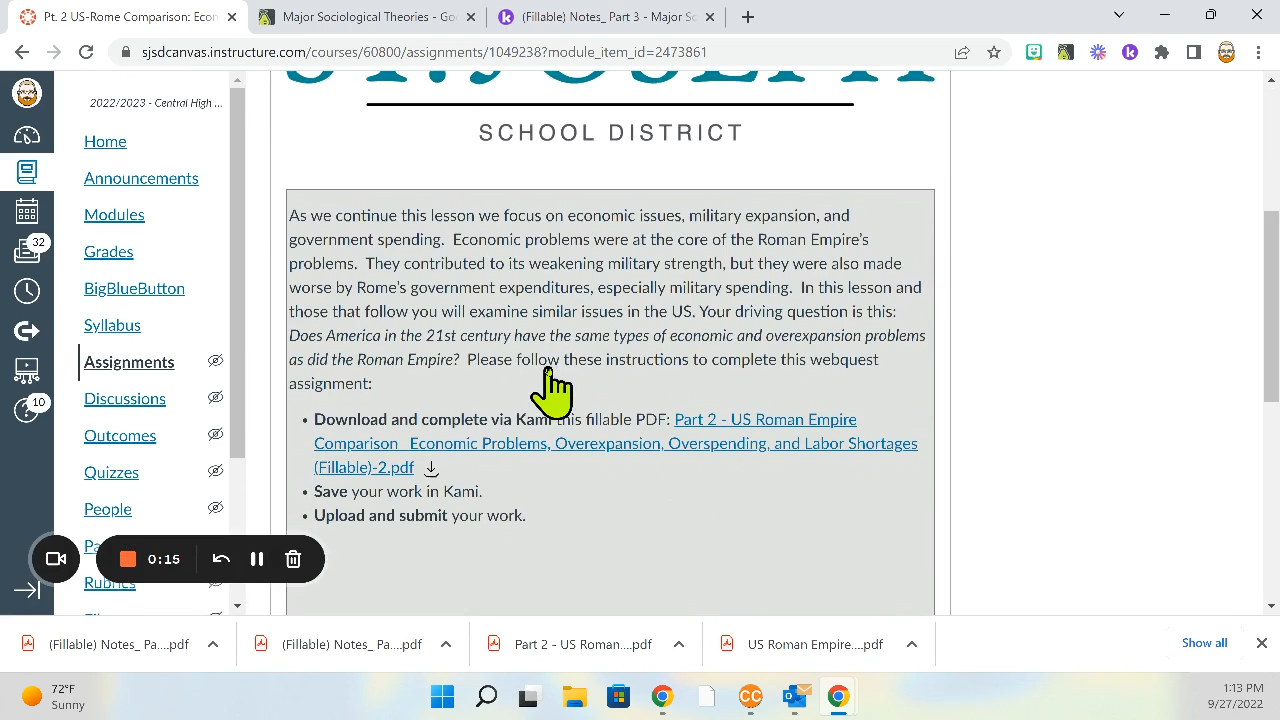 Pt. 2 US-Rome Comparison: Econ
Major Sociological Theories - Go
(Fillable) Notes_ Part 3 - Major So
sjsdcanvas.instructure.com/courses/60800/assignments/1049238?module_item_id=2473861
2022/2023 - Central High ...
Home
Announcements
Modules
Grades
BigBlueButton
Syllabus
Assignments
Discussions
Outcomes
Quizzes
People
Pa
Rubrics
32
10
SCHOOL DISTRICT
As we continue this lesson we focus on economic issues, military expansion, and
government spending. Economic problems were at the core of the Roman Empire's
problems. They contributed to its weakening military strength, but they were also made
worse by Rome's government expenditures, especially military spending. In this lesson and
those that follow you will examine similar issues in the US. Your driving question is this:
Does America in the 21st century have the same types of economic and overexpansion problems
as did the Roman Empire? Please follow these instructions to complete this webquest
assignment:
• Download and complete via Kami this fillable PDF: Part 2 - US Roman Empire
Comparison_ Economic Problems, Overexpansion, Overspending, and Labor Shortages
(Fillable)-2.pdf
• Save your work in Kami.
• Upload and submit your work.
0:15
(Fillable) Notes_ Pa....pdf
(Fillable) Notes_ Pa....pdf
Part 2 - US Roman....pdf
US Roman Empire....pdf
Show all
72°F
Sunny
CC
1:13 PM
9/27/2022